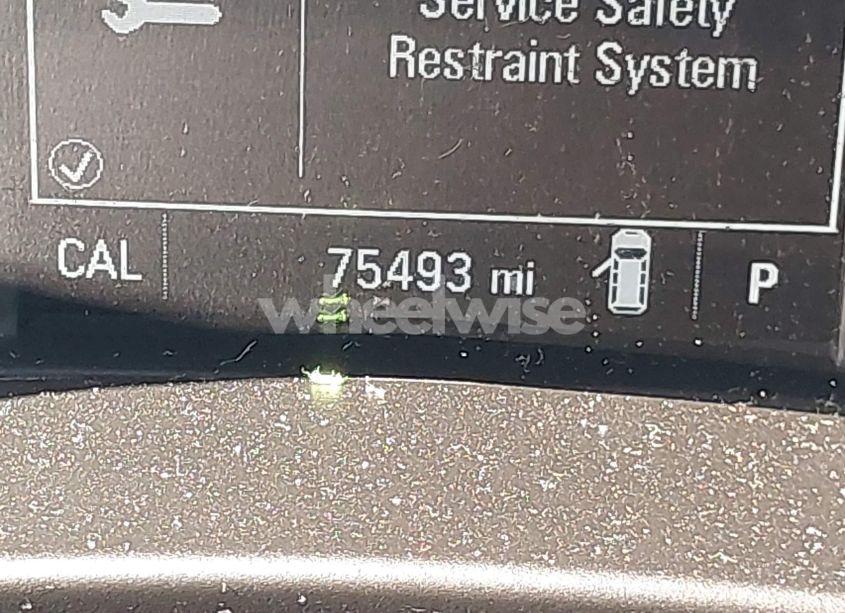 Service Safety
Restraint System
CAL
75493 mi
P
wheelwise